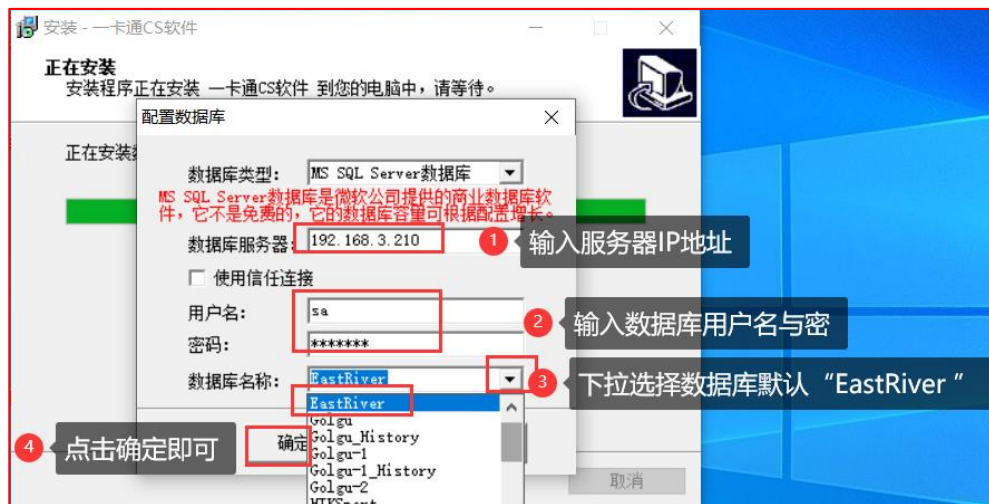 安装 - 一卡通CS软件
正在安装
安装程序正在安装 一卡通CS软件 到您的电脑中，请等待。
配置数据库
正在安装
数据库类型：
MS SQL Server数据库
MS SQL Server数据库是微软公司提供的商业数据库软
件，它不是免费的，它的数据库容量可根据配置增长。
数据库服务器：
192.168.3.210
1 输入服务器IP地址
使用信任连接
用户名：
sa
2 输入数据库用户名与密
密码：
*******
数据库名称：
EastRiver
3 下拉选择数据库默认“EastRiver ”
EastRiver
Golgu
4 点击确定即可
确定
Golgu_History
Golgu-1
Golgu-1_History
Golgu-2
取消